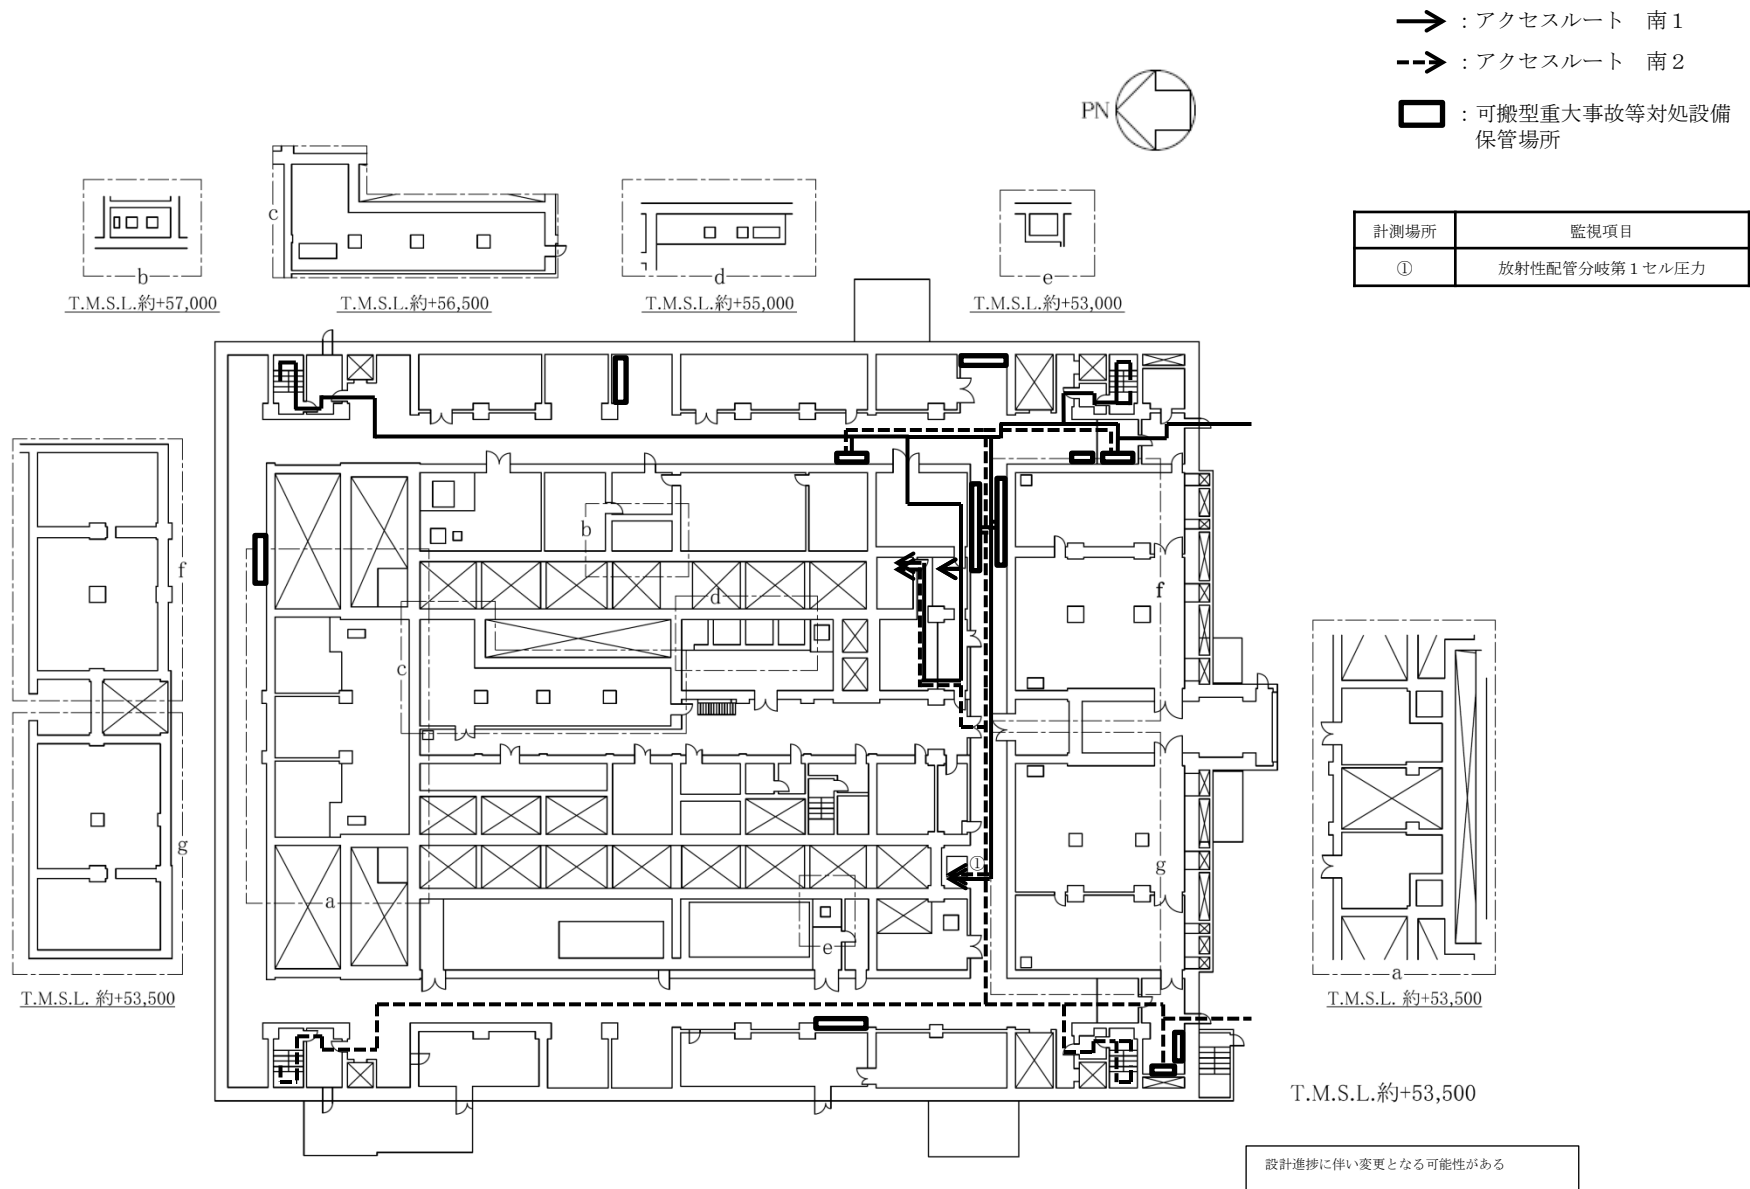 ：アクセスルート　南１
：アクセスルート　南２
：可搬型重大事故等対処設備
保管場所
PN
計測場所 監視項目
① 放射性配管分岐第１セル圧力
b
T.M.S.L.約+57,000
c
T.M.S.L.約+56,500
d
T.M.S.L.約+55,000
e
T.M.S.L.約+53,000
f
g
T.M.S.L. 約+53,500
b
d
c
a
e
①
f
g
a
T.M.S.L. 約+53,500
T.M.S.L.約+53,500
設計進捗に伴い変更となる可能性がある